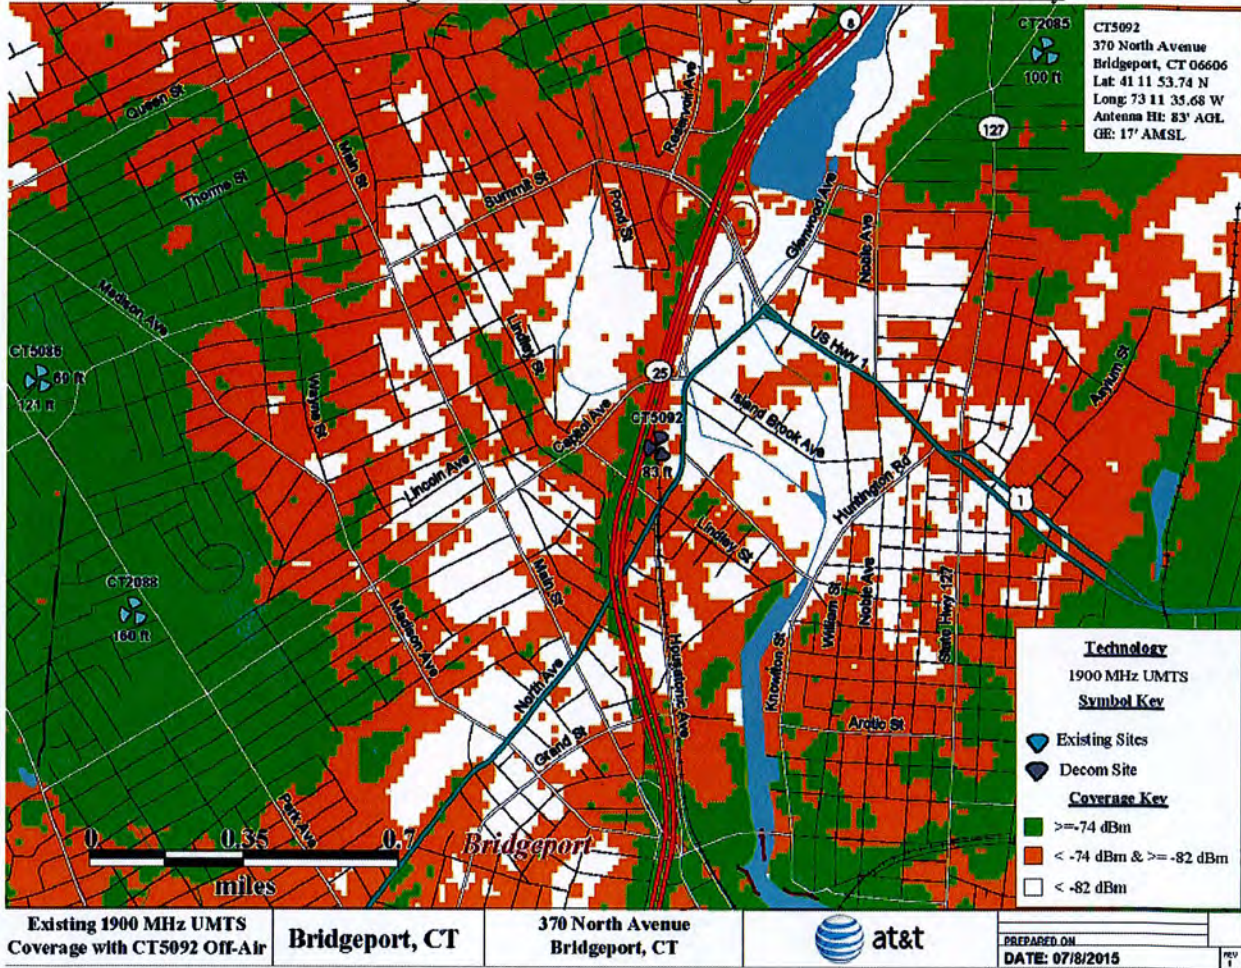 CT2085
100 ft
CT5092
370 North Avenue
Bridgeport, CT 06606
Lat: 41 11 53.74 N
Long: 73 11 35.68 W
Antenna Ht: 83' AGL
GE: 17' AMSL
8
127
Queen St
Main St
Reservoir Ave
Thorme St
Summit St
Pond St
Glenwood Ave
Noble Ave
Madison Ave
Lindley St
US Hwy 1
CT5085
69 ft
121 ft
25
Asylum St
Wayne St
Capitol Ave
CT5092
83 ft
Island Brook Ave
Lincoln Ave
Huntington Rd
1
Lindley St
CT2088
160 ft
Main St
Madison Ave
William St
Noble Ave
State Hwy 127
Housatonic Ave
Knowlton St
North Ave
Grand St
Arctic St
Park Ave
Bridgeport
0 0.35 0.7
miles
Technology
1900 MHz UMTS
Symbol Key
Existing Sites
Decom Site
Coverage Key
>=-74 dBm
< -74 dBm & >= -82 dBm
< -82 dBm
Existing 1900 MHz UMTS
Coverage with CT5092 Off-Air
Bridgeport, CT
370 North Avenue
Bridgeport, CT
at&t
PREPARED ON
DATE: 07/8/2015
REV
1